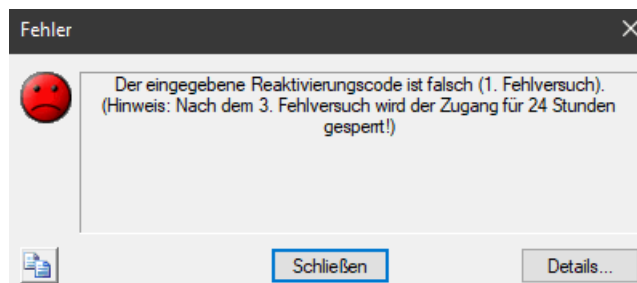 Fehler
Der eingegebene Reaktivierungscode ist falsch (1. Fehlversuch).
(Hinweis: Nach dem 3. Fehlversuch wird der Zugang für 24 Stunden
gesperrt!)
Schließen
Details...